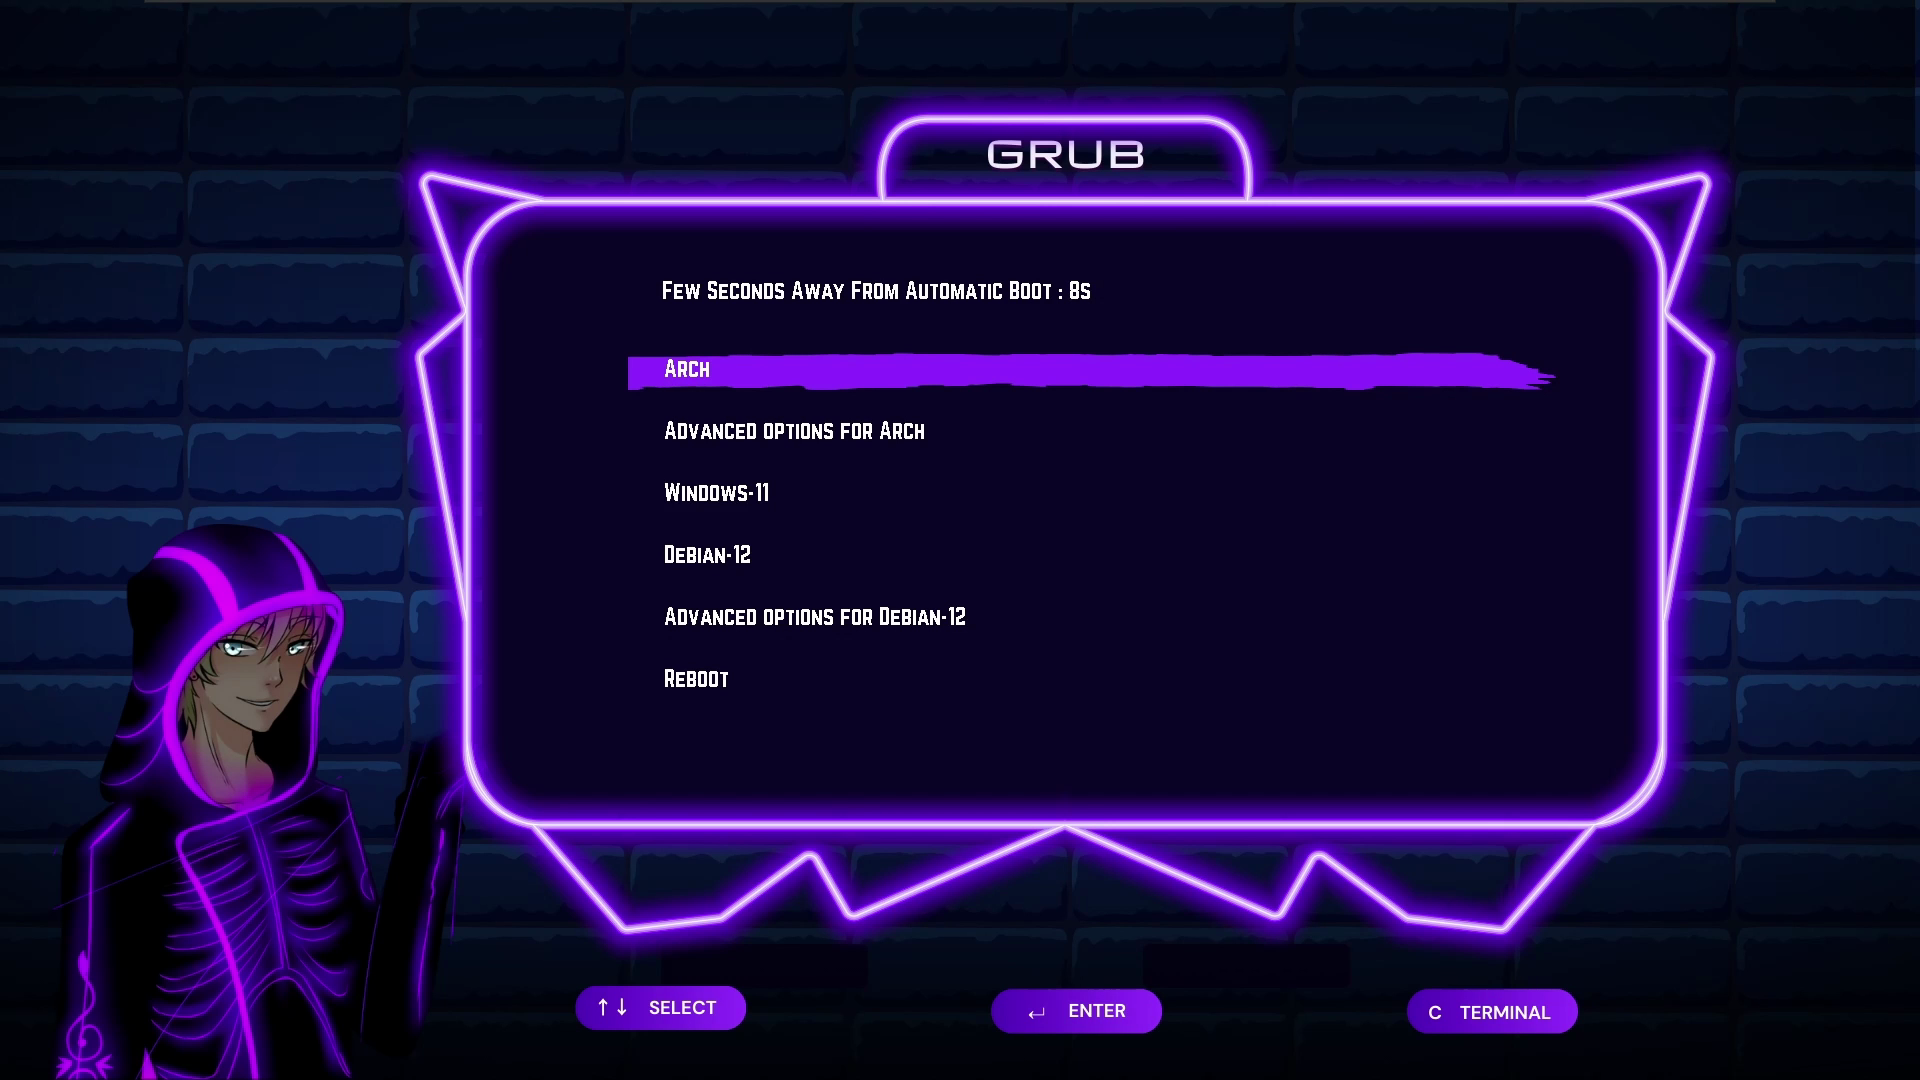 GRUB
Few Seconds Away From Automatic Boot : 8s
Arch
Advanced options for Arch
Windows-11
Debian-12
Advanced options for Debian-12
Reboot
↑ ↓ SELECT
↵ ENTER
C TERMINAL